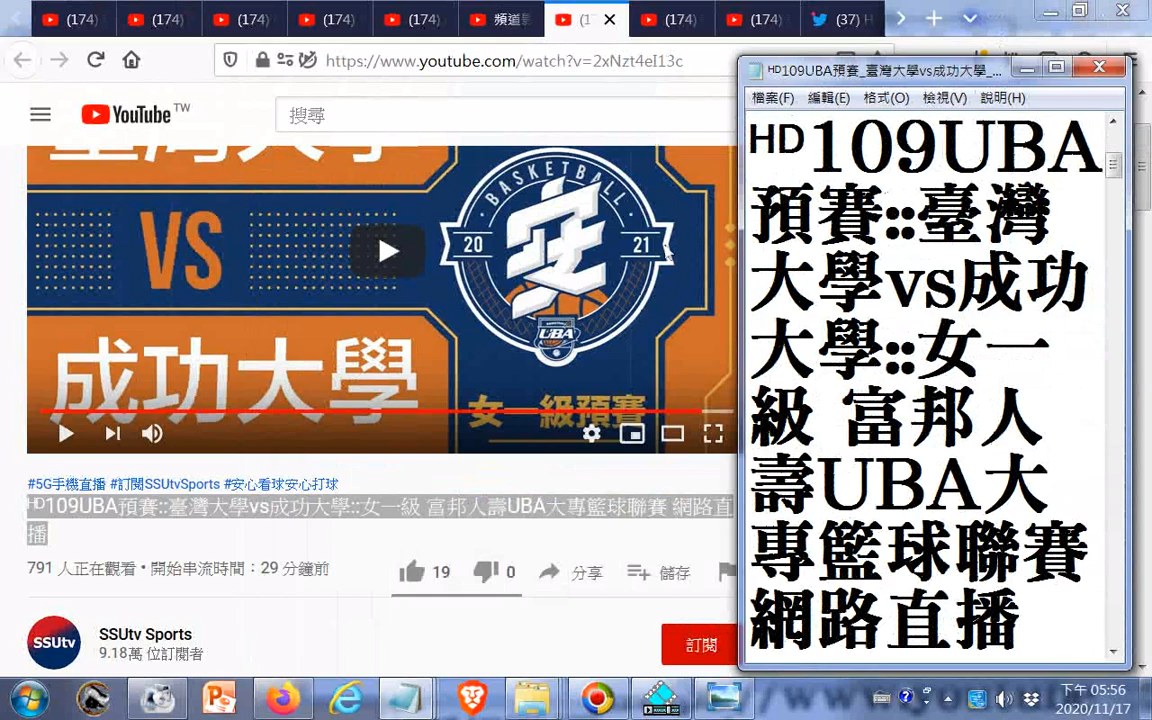 (174)
(174)
(174)
(174)
(174)
頻道
(1
(174)
(174)
(37) H
https://www.youtube.com/watch?v=2xNzt4eI13c
YouTube TW
搜尋
臺灣大學
VS
BASKETBALL
20
21
安
UBA
成功大學
女一級預賽
#5G手機直播 #訂閱SSUtvSports #安心看球安心打球
HD109UBA預賽::臺灣大學vs成功大學::女一級 富邦人壽UBA大專籃球聯賽 網路直
播
791 人正在觀看 • 開始串流時間：29 分鐘前
19
0
分享
儲存
SSUtv
SSUtv Sports
9.18萬 位訂閱者
訂閱
HD109UBA預賽_臺灣大學vs成功大學_...
檔案(F) 編輯(E) 格式(O) 檢視(V) 說明(H)
HD109UBA
預賽::臺灣
大學vs成功
大學::女一
級 富邦人
壽UBA大
專籃球聯賽
網路直播
下午 05:56
2020/11/17